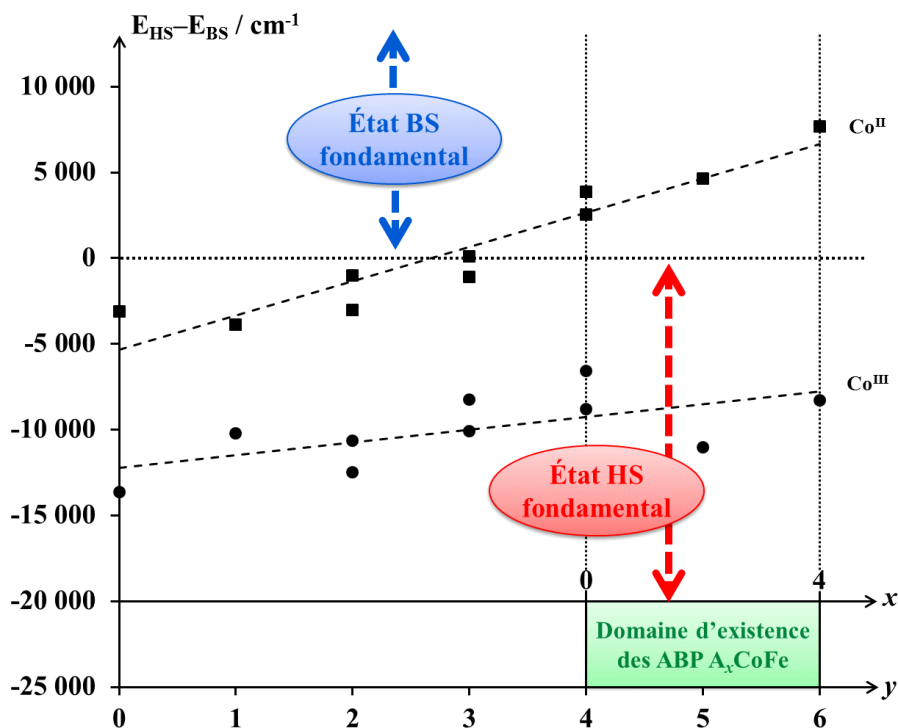 E_HS–E_BS / cm⁻¹
10 000
5 000
0
-5 000
-10 000
-15 000
-20 000
-25 000
État BS
fondamental
Co^II
Co^III
État HS
fondamental
0 4
x
Domaine d'existence
des ABP A_xCoFe
y
0 1 2 3 4 5 6